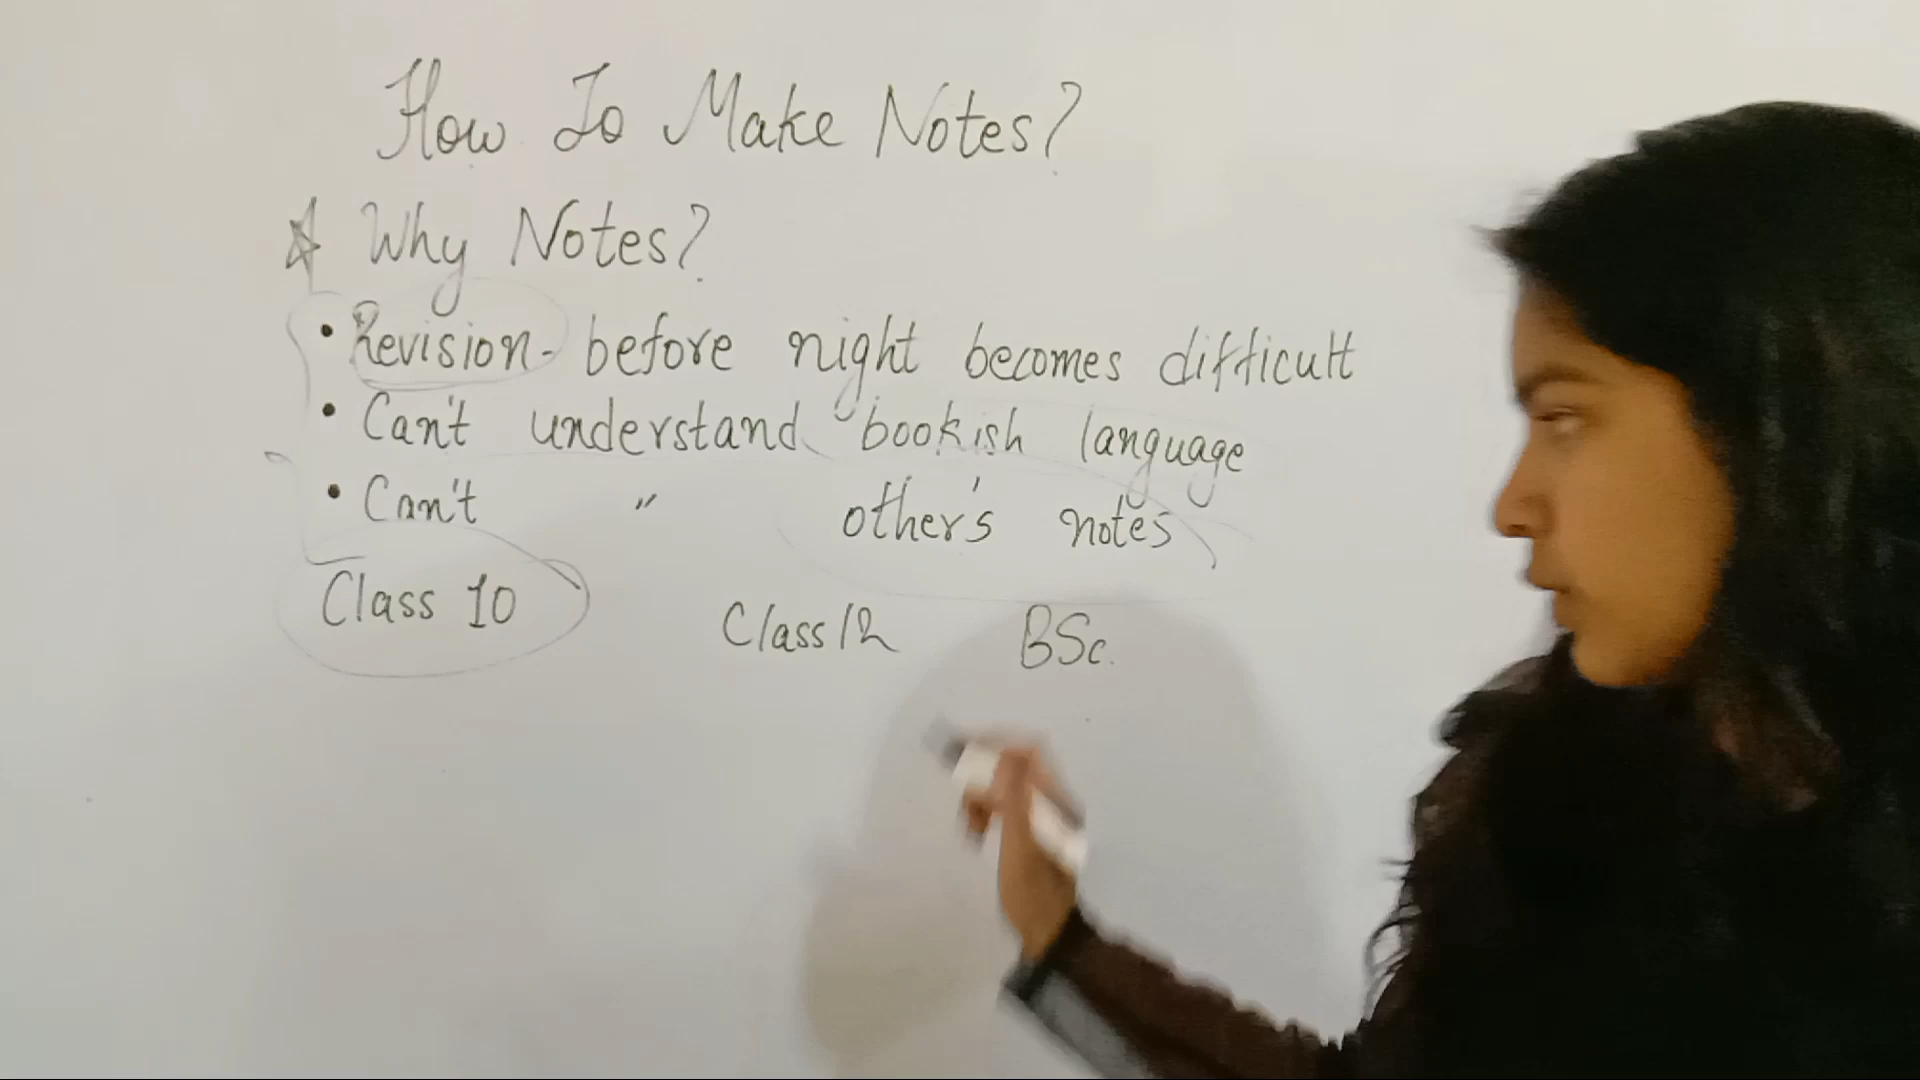 How To Make Notes?
Why Notes?
• Revision - before night becomes difficult
• Can't understand bookish language
• Can't " other's notes
Class 10 Class 12 BSc.